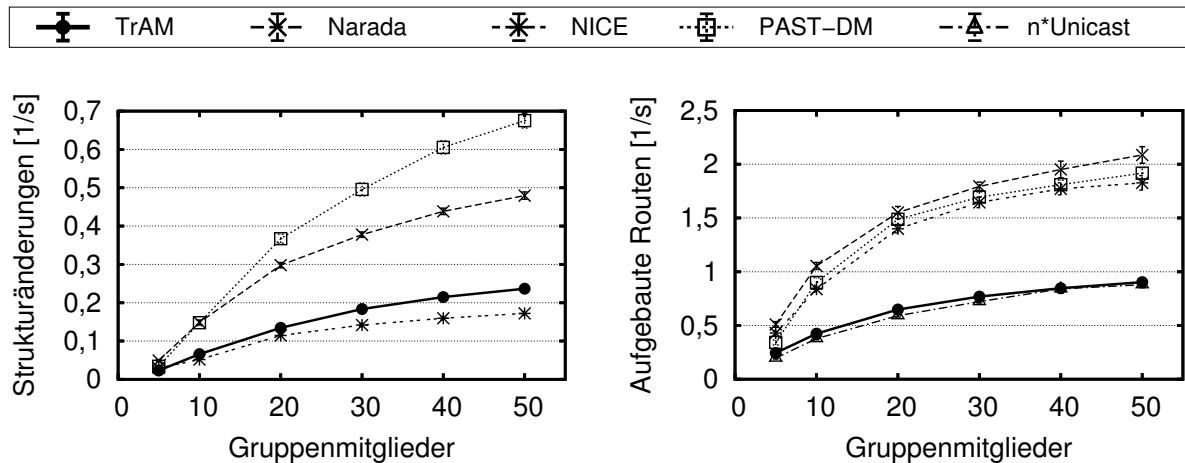 TrAM Narada NICE PAST−DM n*Unicast
Strukturänderungen [1/s]
0,7
0,6
0,5
0,4
0,3
0,2
0,1
0
0 10 20 30 40 50
Gruppenmitglieder
Aufgebaute Routen [1/s]
2,5
2
1,5
1
0,5
0
0 10 20 30 40 50
Gruppenmitglieder